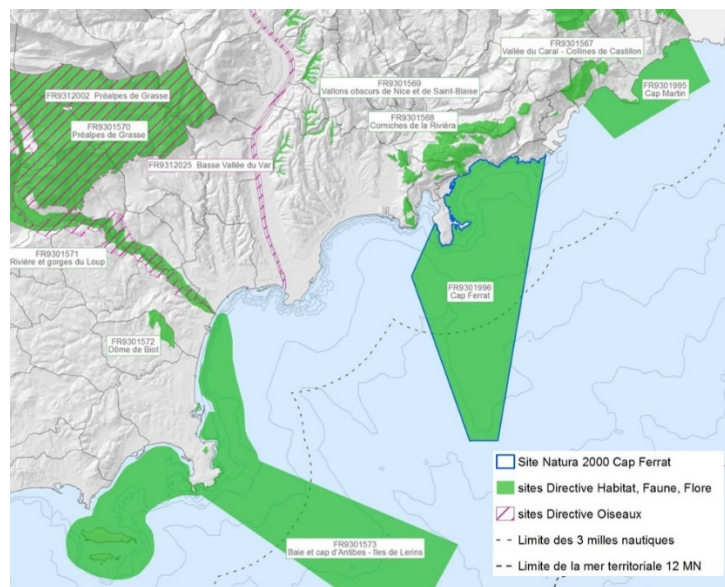 FR9301567
Vallée du Caraï - Collines de Castillon
FR9301995
Cap Martin
FR9312002 Préalpes de Grasse
FR9301569
Vallons obscurs de Nice et de Saint-Blaise
FR9301570
Préalpes de Grasse
FR9301568
Corniches de la Riviéra
FR9312025 Basse Vallée du Var
FR9301571
Rivière et gorges du Loup
FR9301996
Cap Ferrat
FR9301572
Dôme de Biot
FR9301573
Baie et cap d'Antibes - Iles de Lerins
Site Natura 2000 Cap Ferrat
sites Directive Habitat, Faune, Flore
sites Directive Oiseaux
Limite des 3 milles nautiques
Limite de la mer territoriale 12 MN